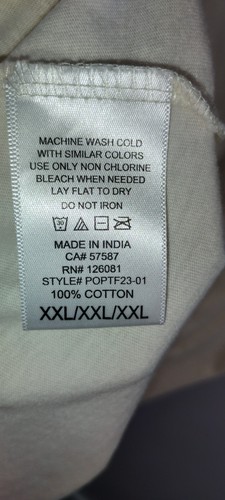 MACHINE WASH COLD
WITH SIMILAR COLORS
USE ONLY NON CHLORINE
BLEACH WHEN NEEDED
LAY FLAT TO DRY
DO NOT IRON
30
MADE IN INDIA
CA# 57587
RN# 126081
STYLE# POPTF23-01
100% COTTON
XXL/XXL/XXL